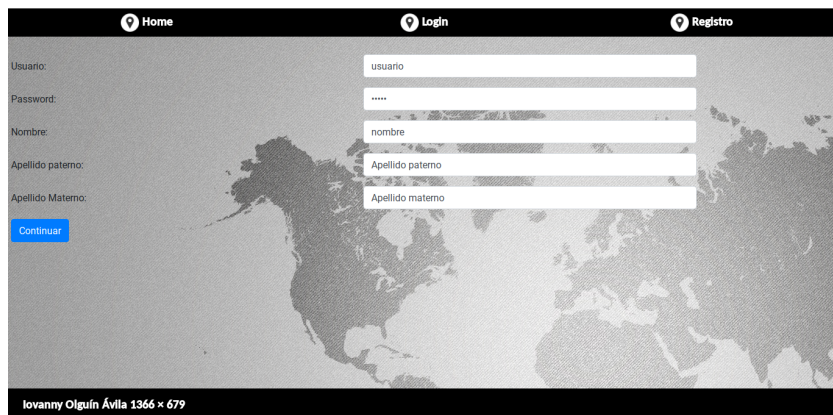 Home Login Registro
Usuario: usuario
Password: •••••
Nombre: nombre
Apellido paterno: Apellido paterno
Apellido Materno: Apellido materno
Continuar
Iovanny Olguín Ávila 1366 × 679